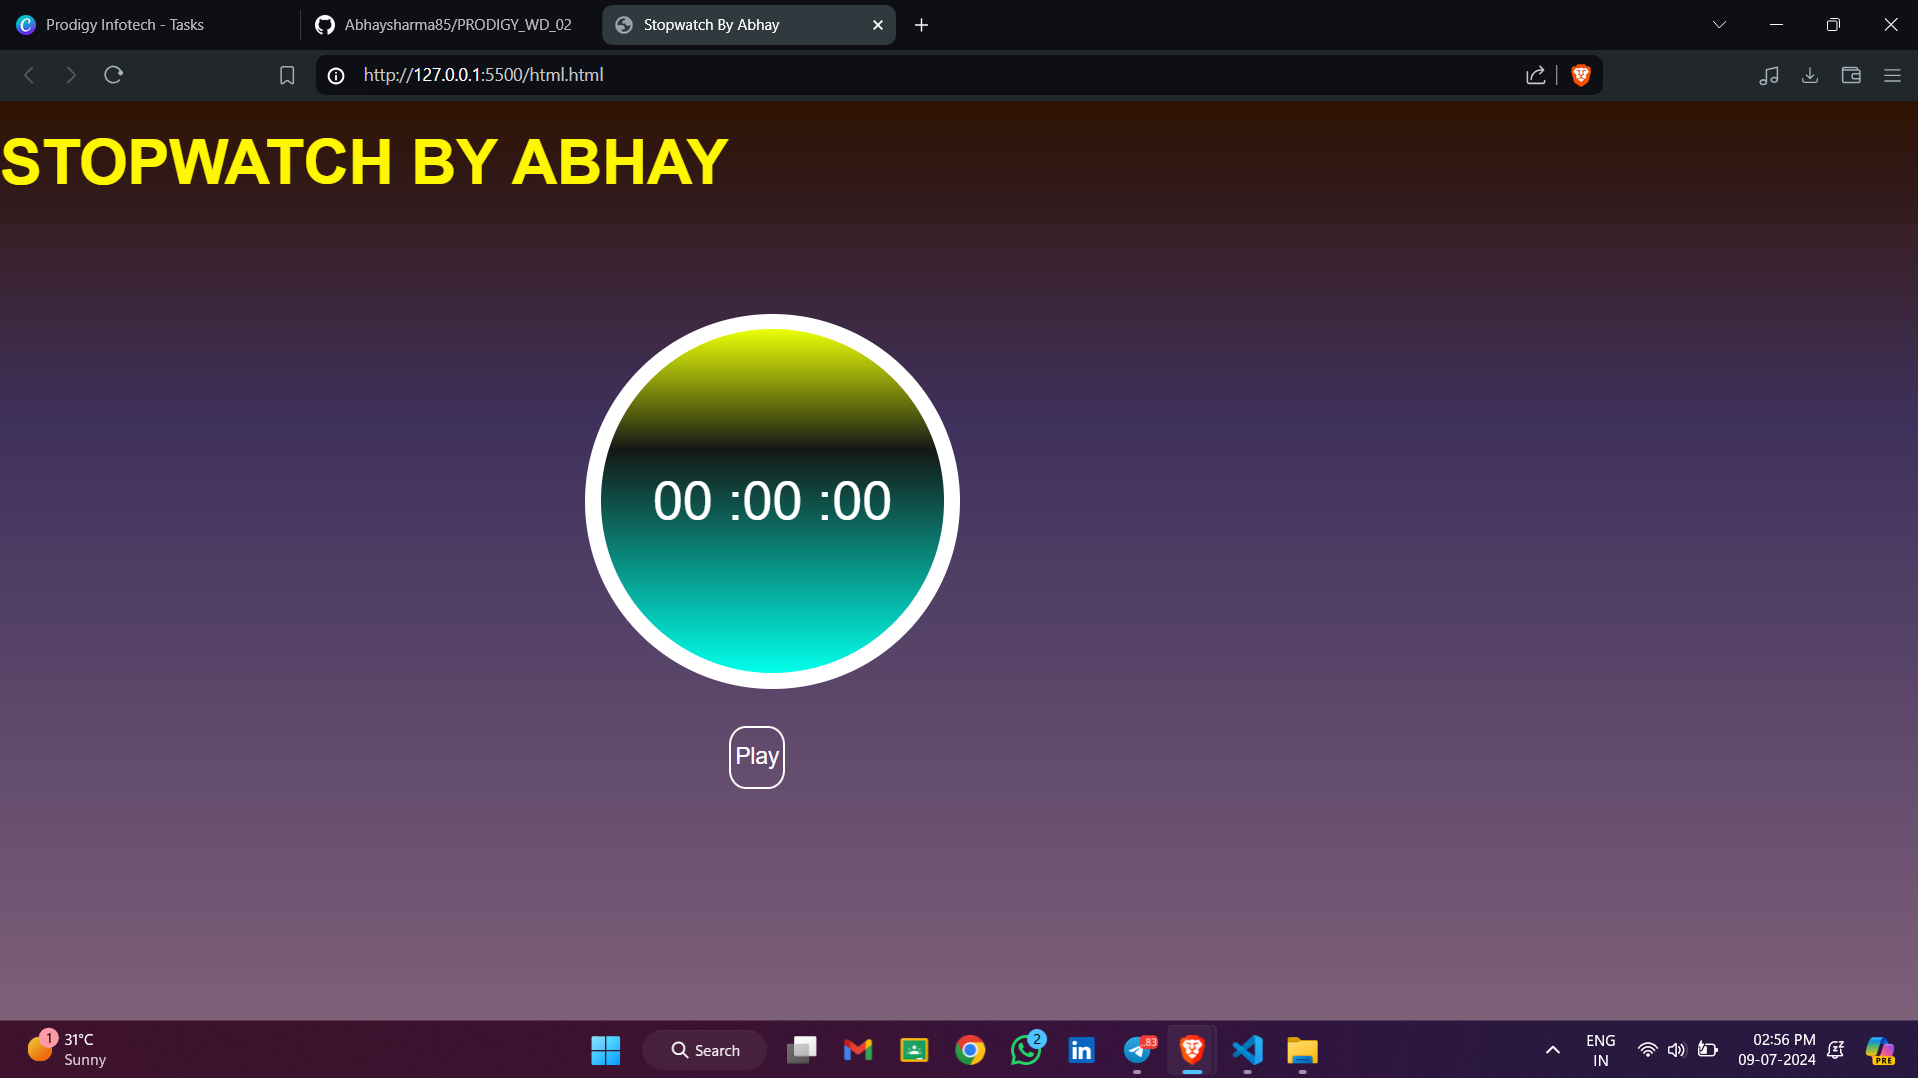 Prodigy Infotech - Tasks
Abhaysharma85/PRODIGY_WD_02
Stopwatch By Abhay
http://127.0.0.1:5500/html.html
STOPWATCH BY ABHAY
00 :00 :00
Play
1
31°C
Sunny
Search
2
..83
ENG
IN
02:56 PM
09-07-2024
PRE